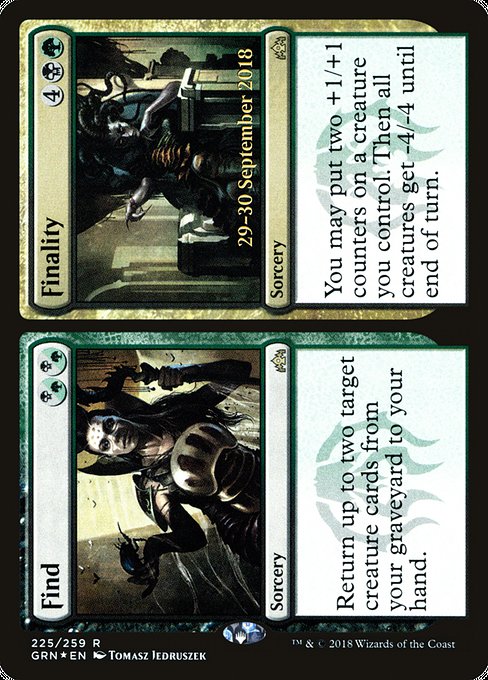 Finality
4
29-30 September 2018
Sorcery
You may put two +1/+1
counters on a creature
you control. Then all
creatures get -4/-4 until
end of turn.
Find
Sorcery
Return up to two target
creature cards from
your graveyard to your
hand.
225/259 R
GRN★EN Tomasz Jedruszek
™ & © 2018 Wizards of the Coast